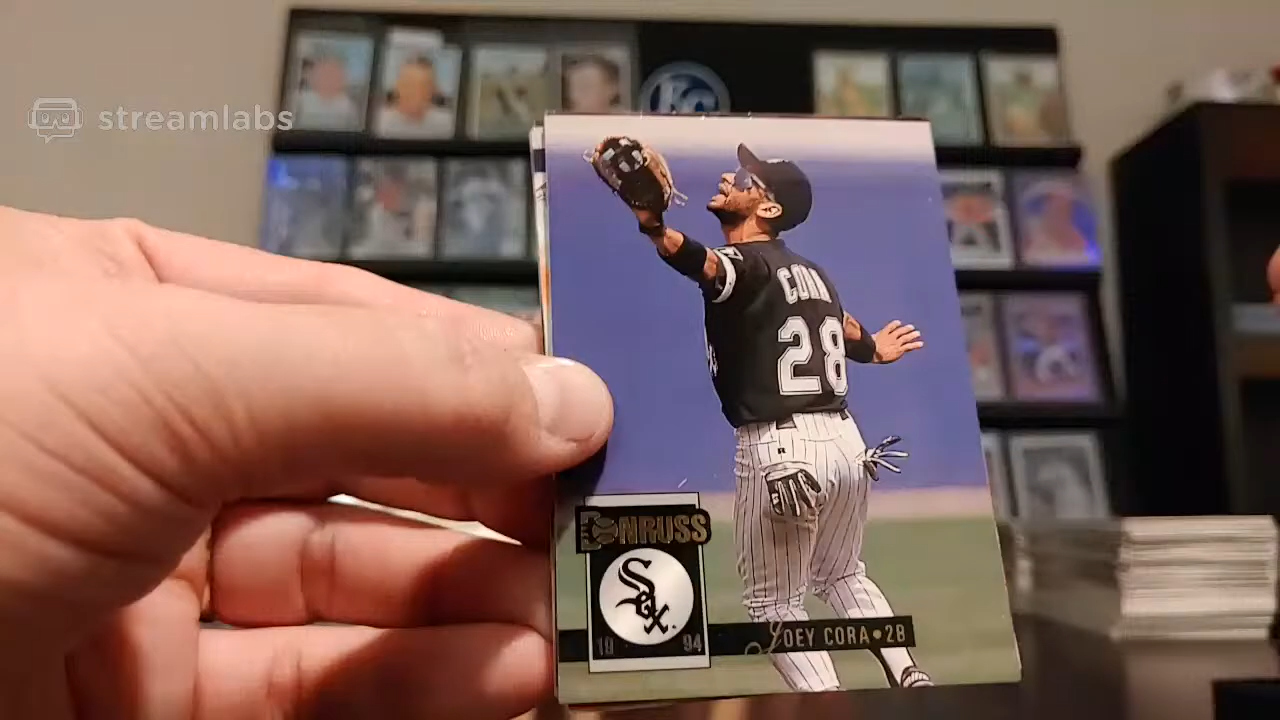 streamlabs
KC
CORA
28
R
DONRUSS
Sox
19 94
JOEY CORA•2B